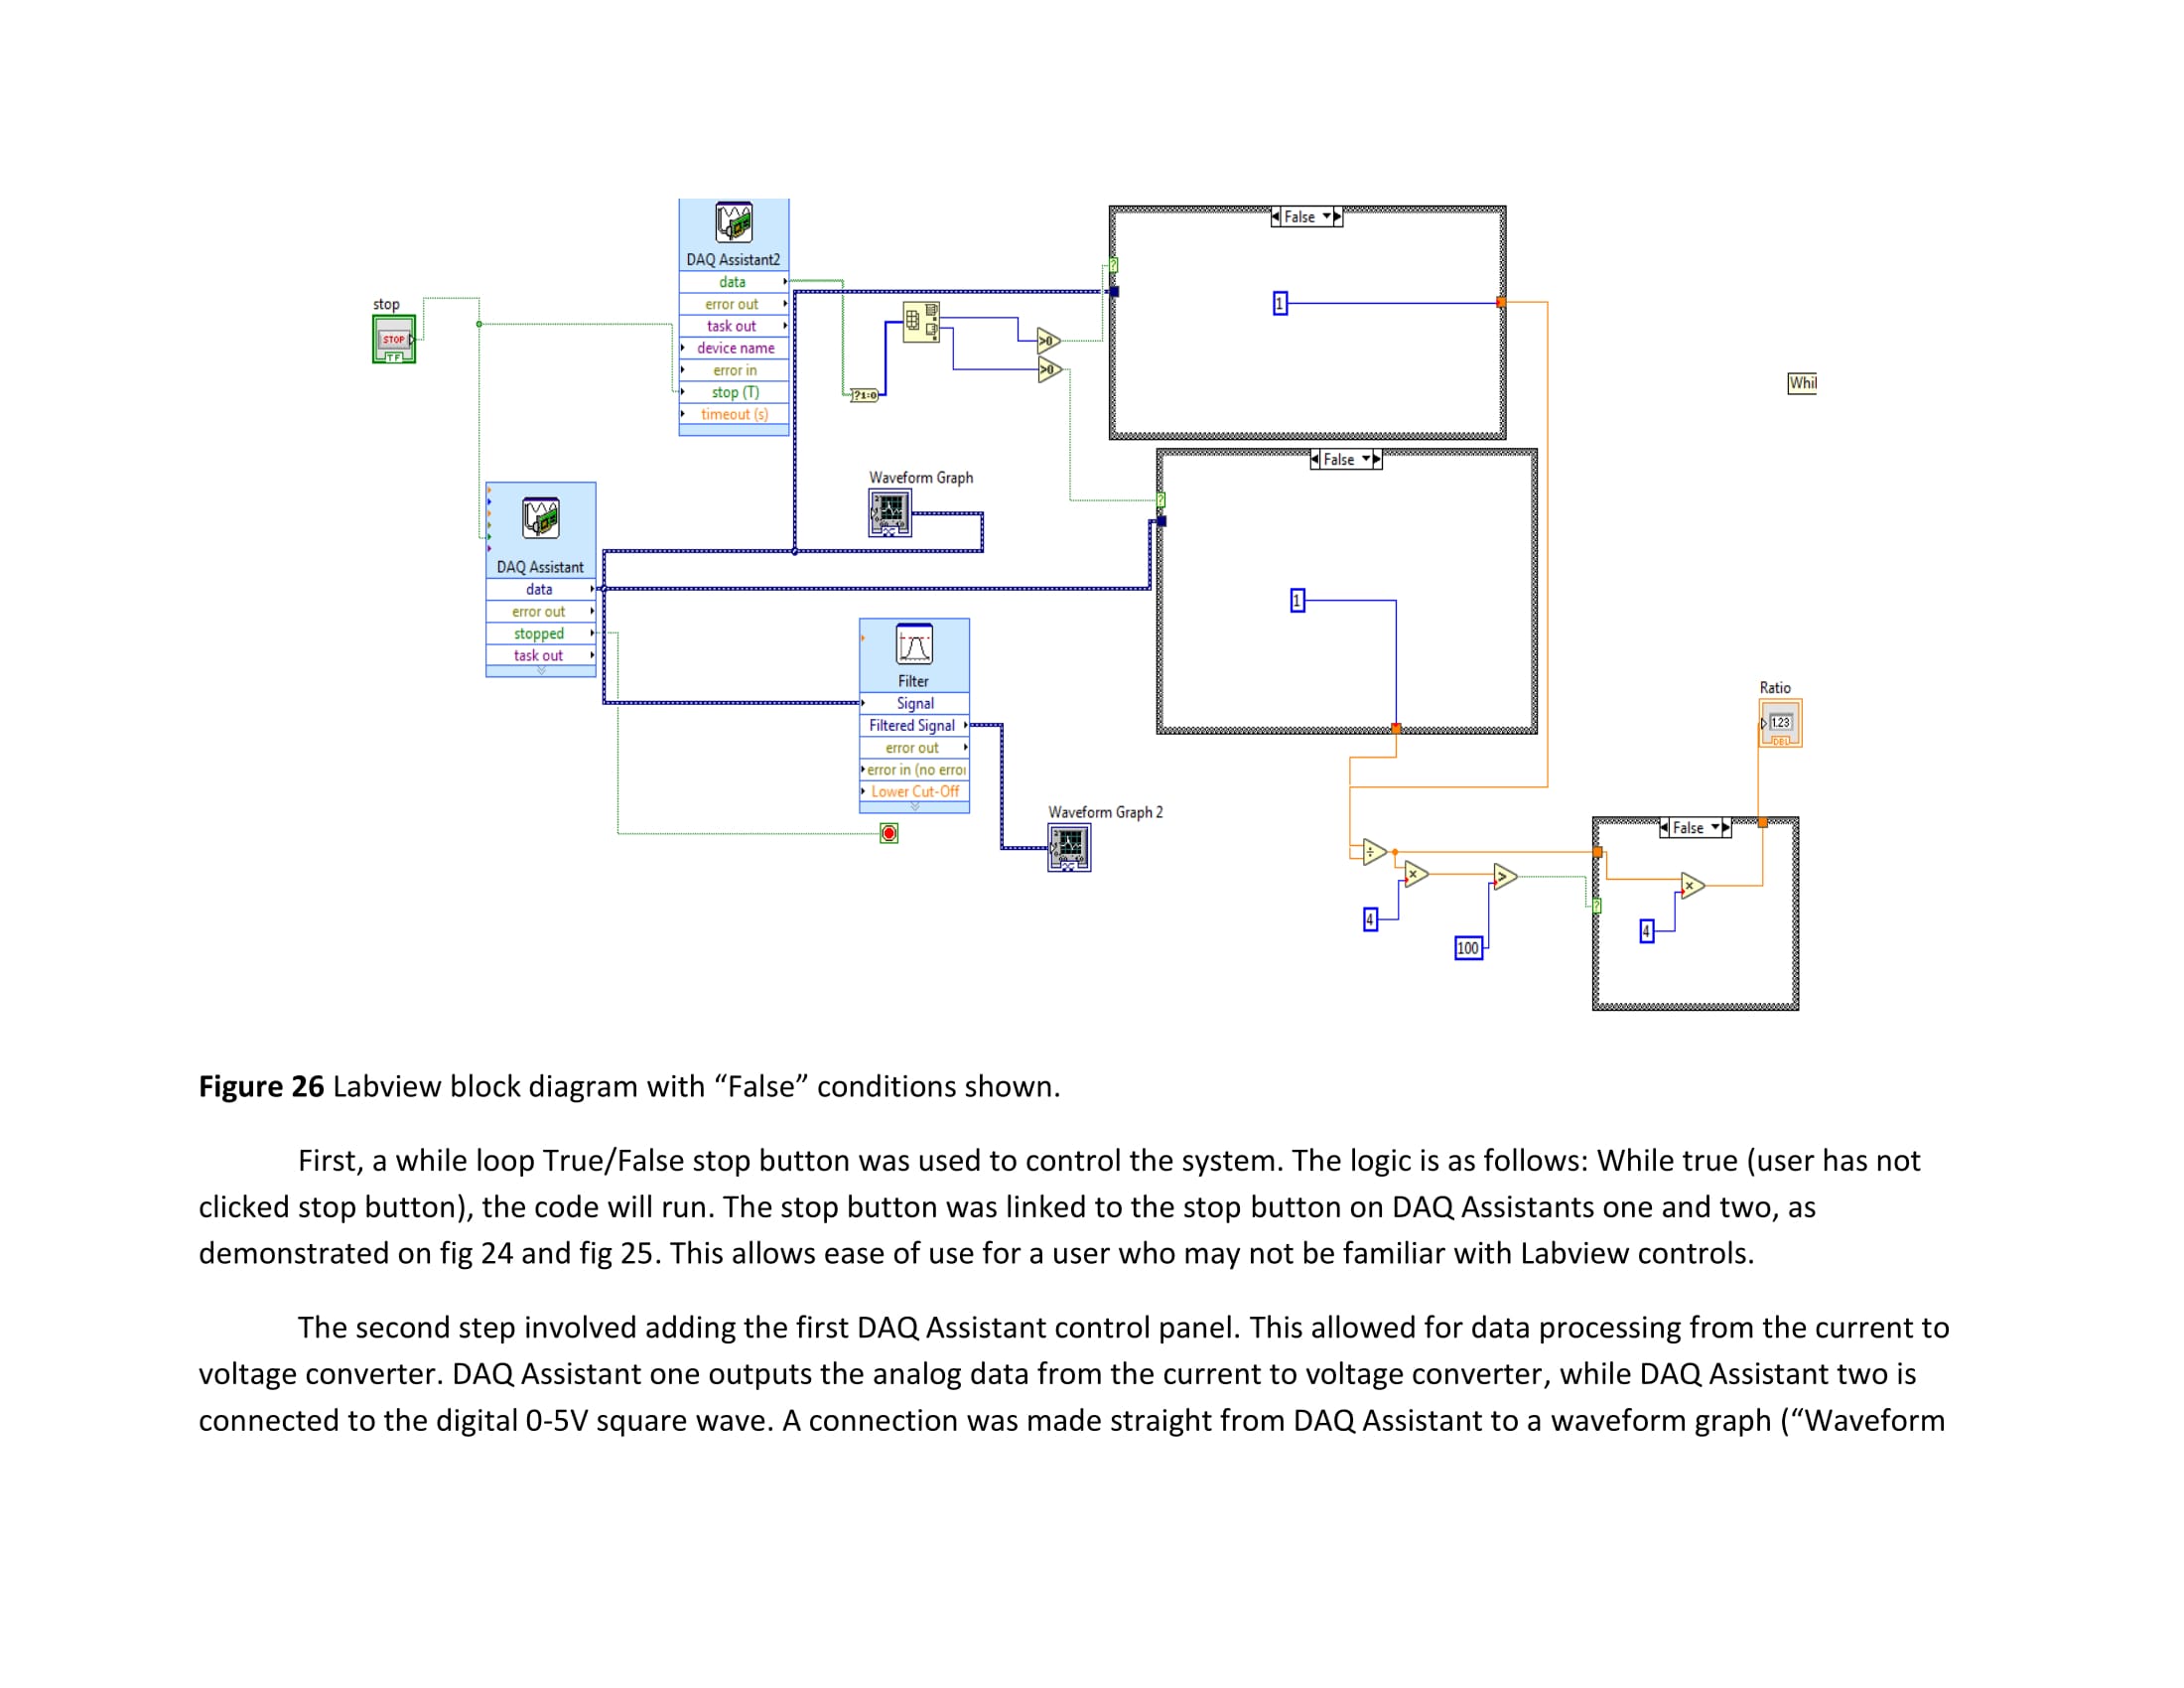 DAQ Assistant2
data
error out
task out
device name
error in
stop (T)
timeout (s)
stop
STOP
TF
?1:0
>0
>0
False
1
Whil
False
1
Waveform Graph
DAQ Assistant
data
error out
stopped
task out
Filter
Signal
Filtered Signal
error out
error in (no erroi
Lower Cut-Off
Waveform Graph 2
Ratio
1.23
DBL
False
÷
×
>
4
100
×
4
Figure 26 Labview block diagram with “False” conditions shown.
First, a while loop True/False stop button was used to control the system. The logic is as follows: While true (user has not
clicked stop button), the code will run. The stop button was linked to the stop button on DAQ Assistants one and two, as
demonstrated on fig 24 and fig 25. This allows ease of use for a user who may not be familiar with Labview controls.
The second step involved adding the first DAQ Assistant control panel. This allowed for data processing from the current to
voltage converter. DAQ Assistant one outputs the analog data from the current to voltage converter, while DAQ Assistant two is
connected to the digital 0-5V square wave. A connection was made straight from DAQ Assistant to a waveform graph (“Waveform